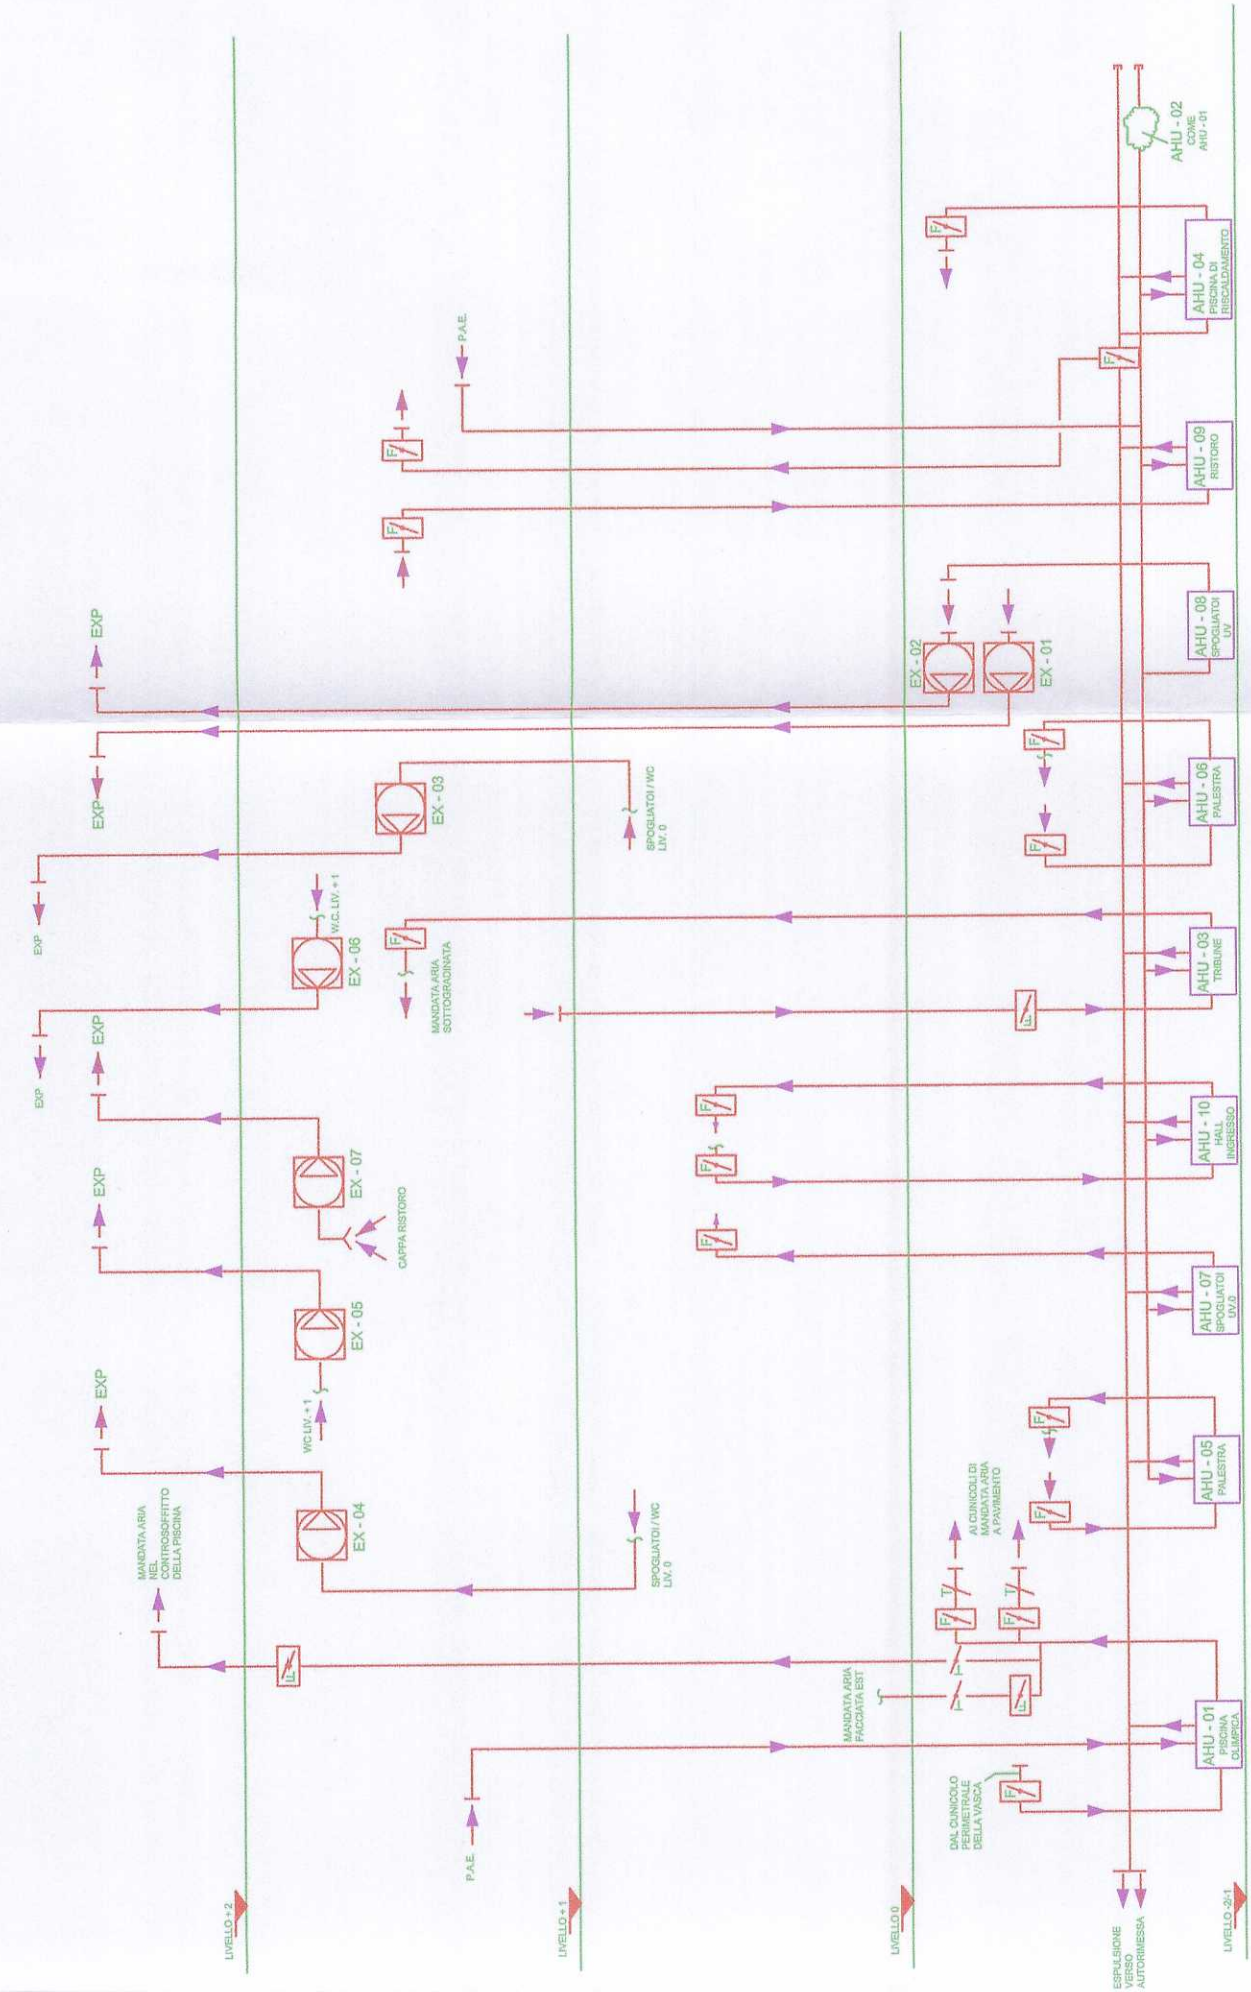 LIVELLO + 2
LIVELLO + 1
LIVELLO 0
LIVELLO -2/-1
EXP
EXP
EXP
EXP
EXP
EXP
EXP
MANDATA ARIA
NEL
CONTROSOFFITTO
DELLA PISCINA
EX - 04
WC LIV. + 1
EX - 05
EX - 07
CAPPA RISTORO
EX - 06
W.C. LIV. + 1
EX - 03
P.A.E.
MANDATA ARIA
SOTTOGRADINATA
F
F
F
F
P.A.E.
SPOGLIATOI / WC
LIV. 0
SPOGLIATOI / WC
LIV. 0
F
F
F
MANDATA ARIA
FACCIATA EST
DAL CUNICOLO
PERIMETRALE
DELLA VASCA
F
T
T
F
F
F
T
T
AI CUNICOLI DI
MANDATA ARIA
A PAVIMENTO
F
F
F
F
F
EX - 02
EX - 01
F
F
ESPULSIONE
VERSO
AUTORIMESSA
AHU - 01
PISCINA
OLIMPICA
AHU - 05
PALESTRA
AHU - 07
SPOGLIATOI
LIV.0
AHU - 10
HALL
INGRESSO
AHU - 03
TRIBUNE
AHU - 06
PALESTRA
AHU - 08
SPOGLIATOI
AHU - 09
RISTORO
AHU - 04
PISCINA DI
RISCALDAMENTO
AHU - 02
COME
AHU - 01